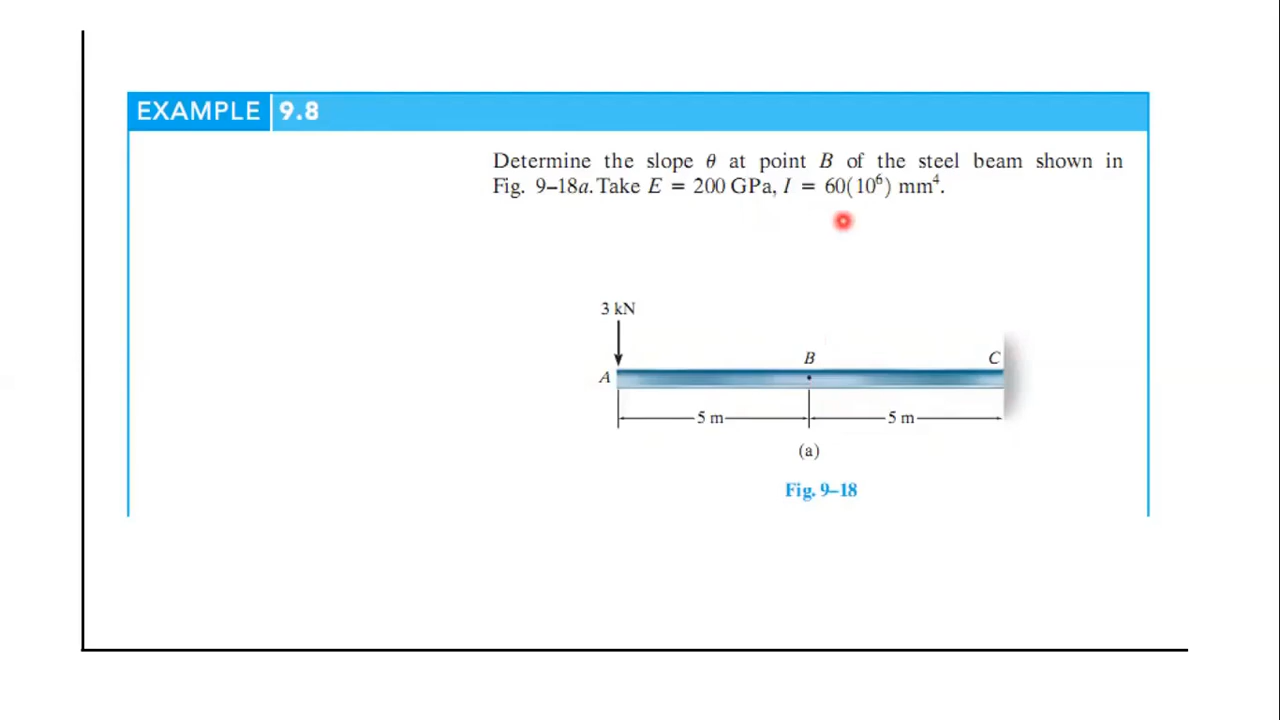 EXAMPLE 9.8
Determine the slope θ at point B of the steel beam shown in
Fig. 9–18a. Take E = 200 GPa, I = 60(10⁶) mm⁴.
3 kN
B
C
A
5 m
5 m
(a)
Fig. 9–18